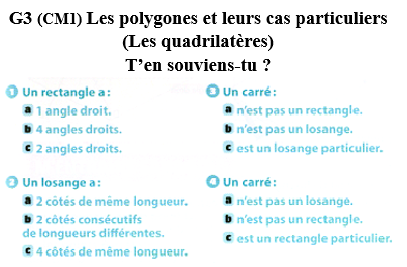 G3 (CM1) Les polygones et leurs cas particuliers
(Les quadrilatères)
T'en souviens-tu ?
1 Un rectangle a :
a 1 angle droit.
b 4 angles droits.
c 2 angles droits.
2 Un losange a :
a 2 côtés de même longueur.
b 2 côtés consécutifs
de longueurs différentes.
c 4 côtés de même longueur.
3 Un carré :
a n'est pas un rectangle.
b n'est pas un losange.
c est un losange particulier.
4 Un carré :
a n'est pas un losange.
b n'est pas un rectangle.
c est un rectangle particulier.